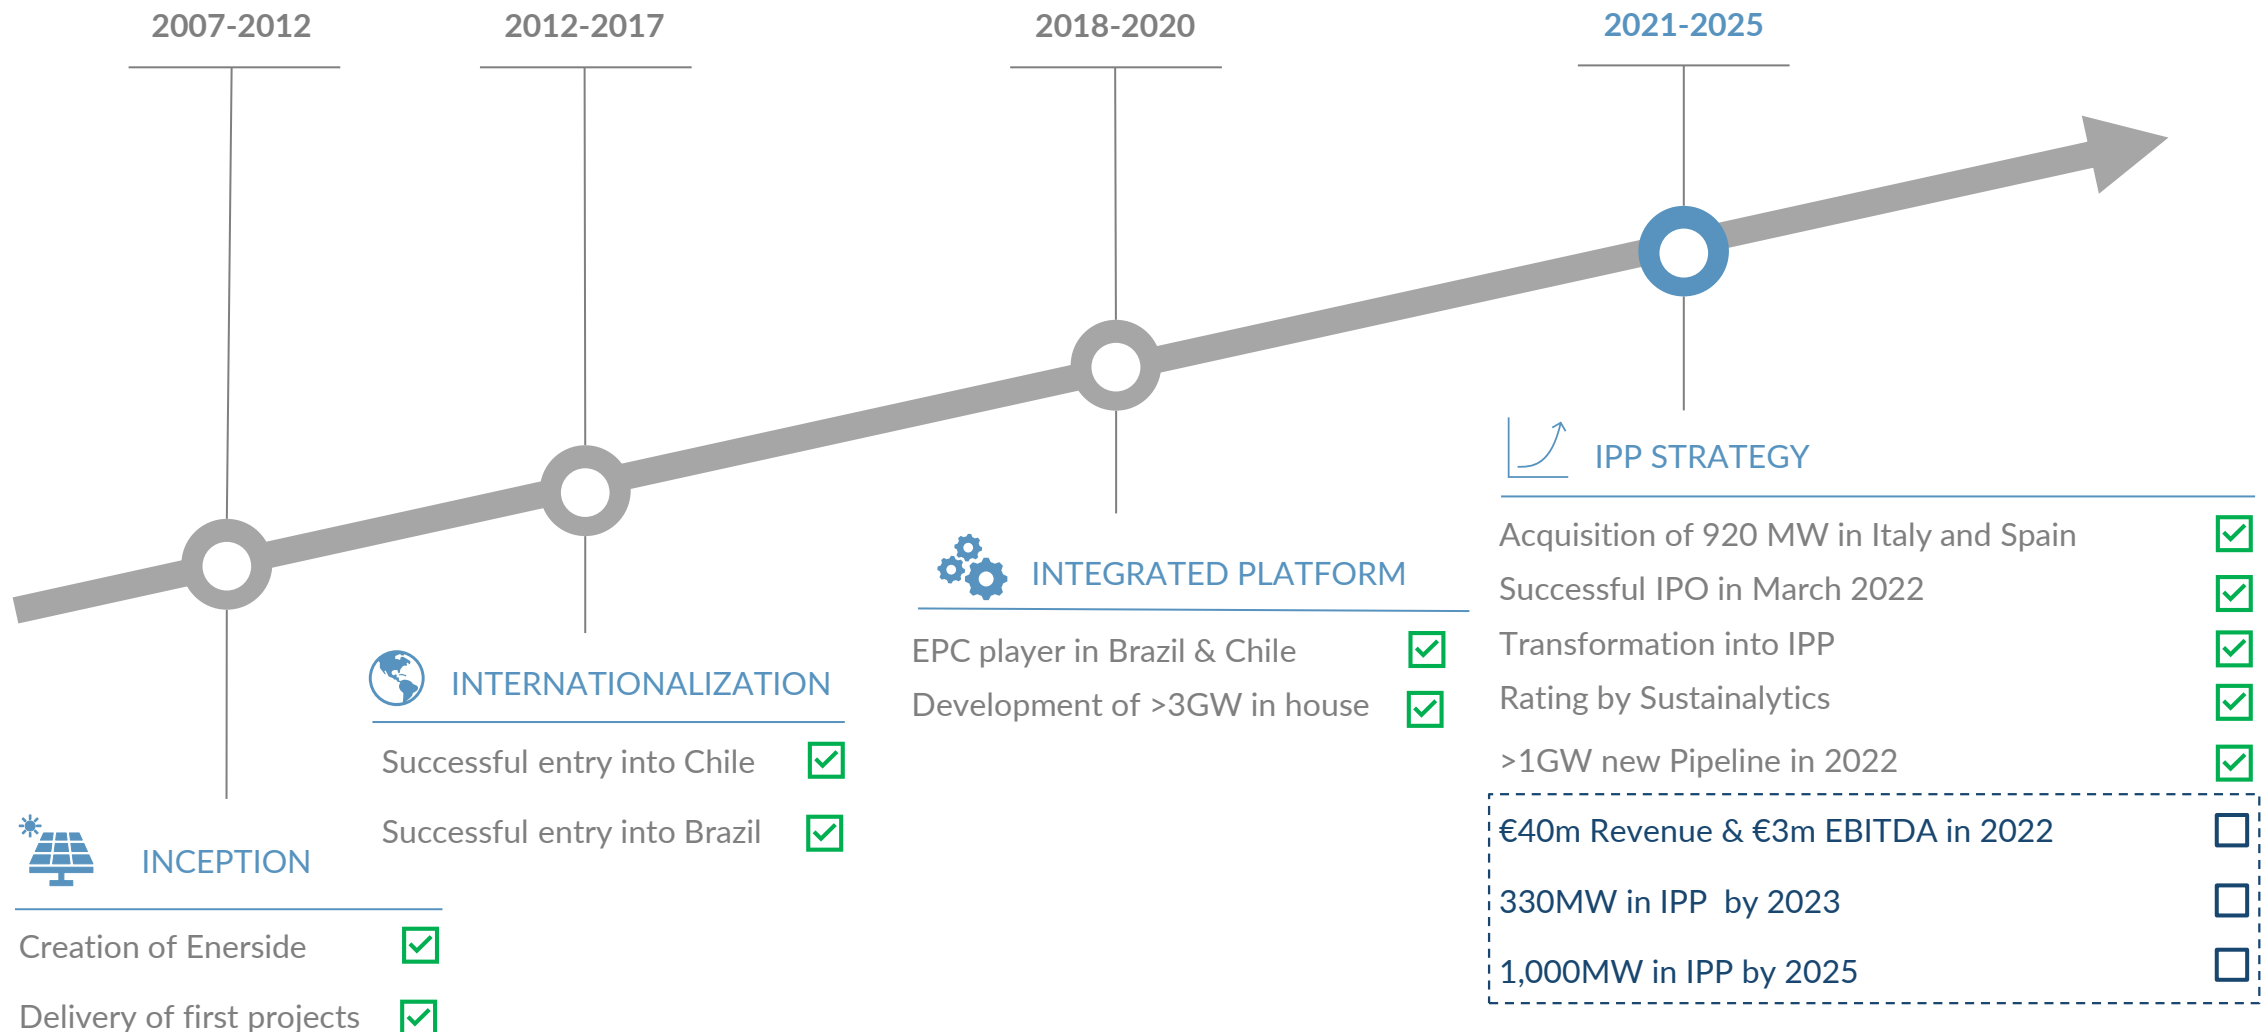 2007-2012
2012-2017
2018-2020
2021-2025
INCEPTION
Creation of Enerside
Delivery of first projects
INTERNATIONALIZATION
Successful entry into Chile
Successful entry into Brazil
INTEGRATED PLATFORM
EPC player in Brazil & Chile
Development of >3GW in house
IPP STRATEGY
Acquisition of 920 MW in Italy and Spain
Successful IPO in March 2022
Transformation into IPP
Rating by Sustainalytics
>1GW new Pipeline in 2022
€40m Revenue & €3m EBITDA in 2022
330MW in IPP by 2023
1,000MW in IPP by 2025